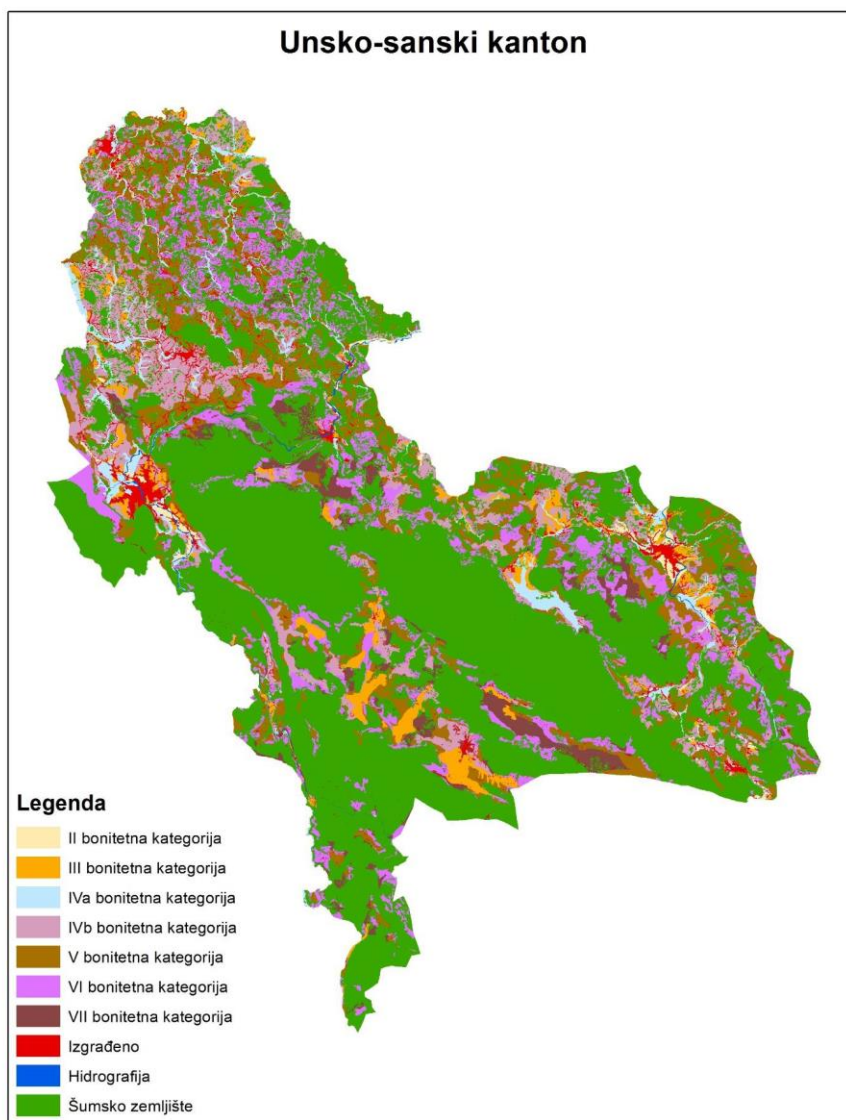 Unsko-sanski kanton
Legenda
II bonitetna kategorija
III bonitetna kategorija
IVa bonitetna kategorija
IVb bonitetna kategorija
V bonitetna kategorija
VI bonitetna kategorija
VII bonitetna kategorija
Izgrađeno
Hidrografija
Šumsko zemljište